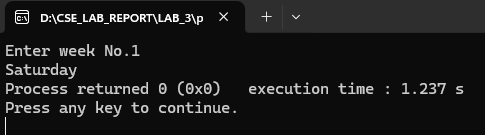 D:\CSE_LAB_REPORT\LAB_3\p
Enter week No.1
Saturday
Process returned 0 (0x0)   execution time : 1.237 s
Press any key to continue.